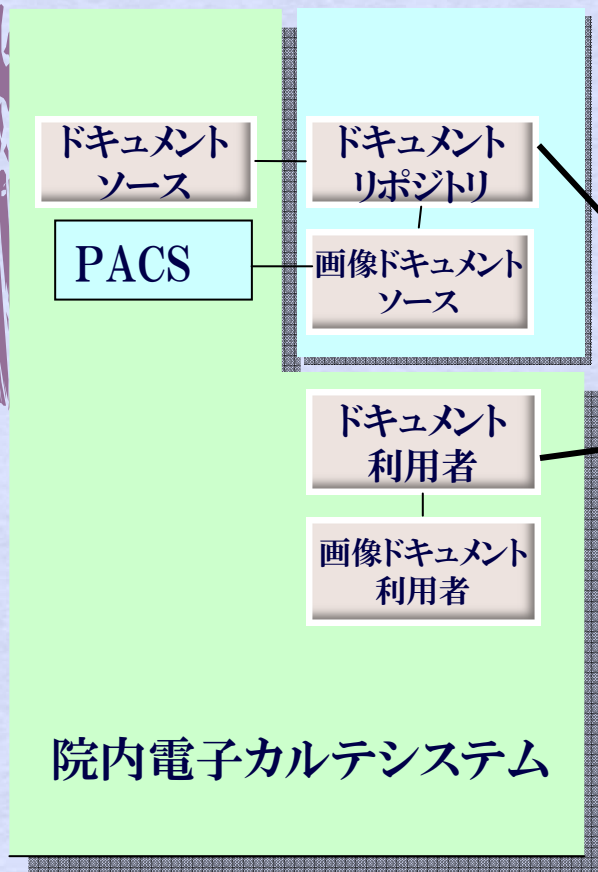 ドキュメント
ソース
ドキュメント
リポジトリ
PACS
画像ドキュメント
ソース
ドキュメント
利用者
画像ドキュメント
利用者
院内電子カルテシステム